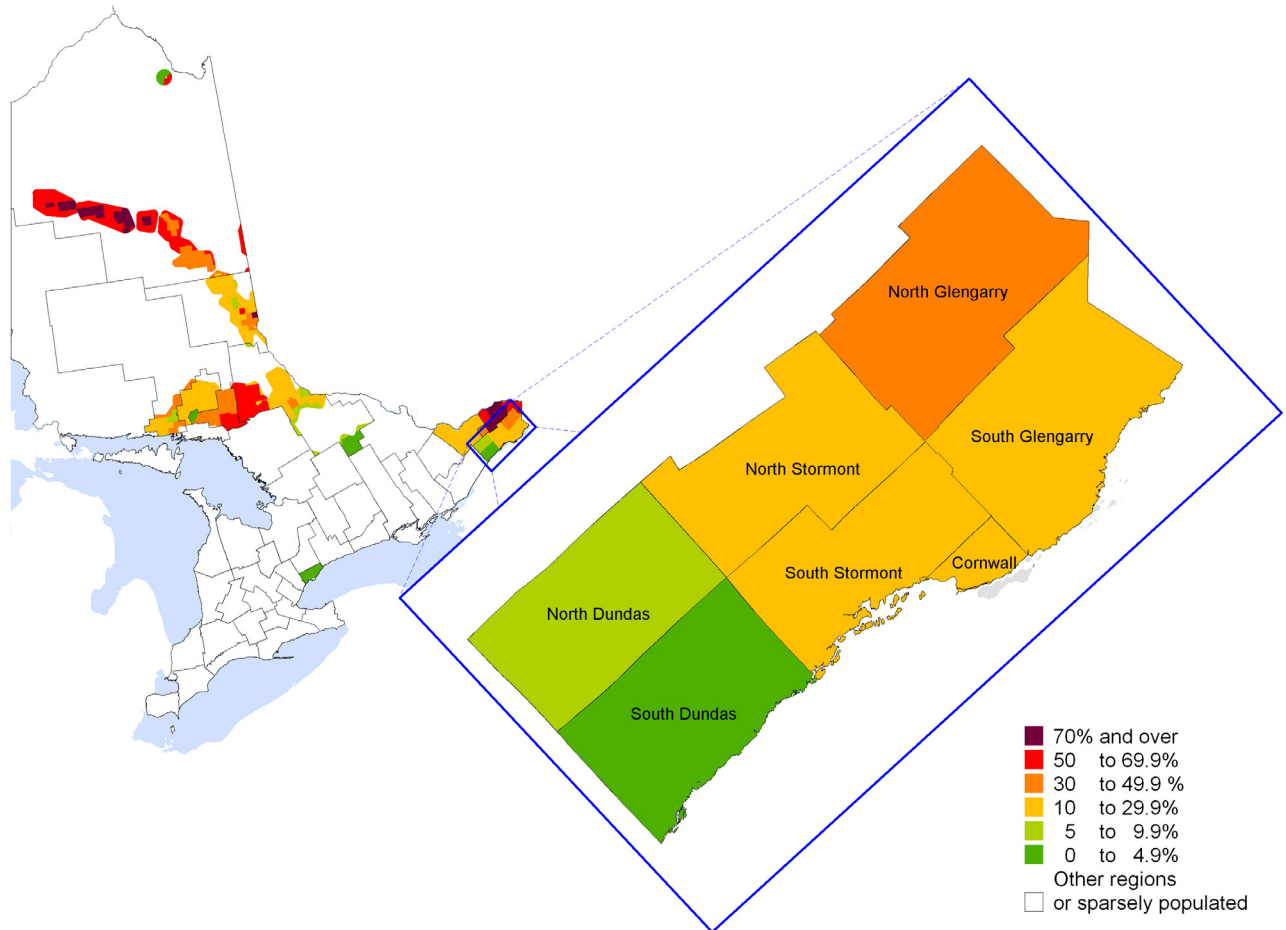 North Glengarry
South Glengarry
North Stormont
Cornwall
South Stormont
North Dundas
South Dundas
70% and over
50 to 69.9%
30 to 49.9 %
10 to 29.9%
5 to 9.9%
0 to 4.9%
Other regions
or sparsely populated